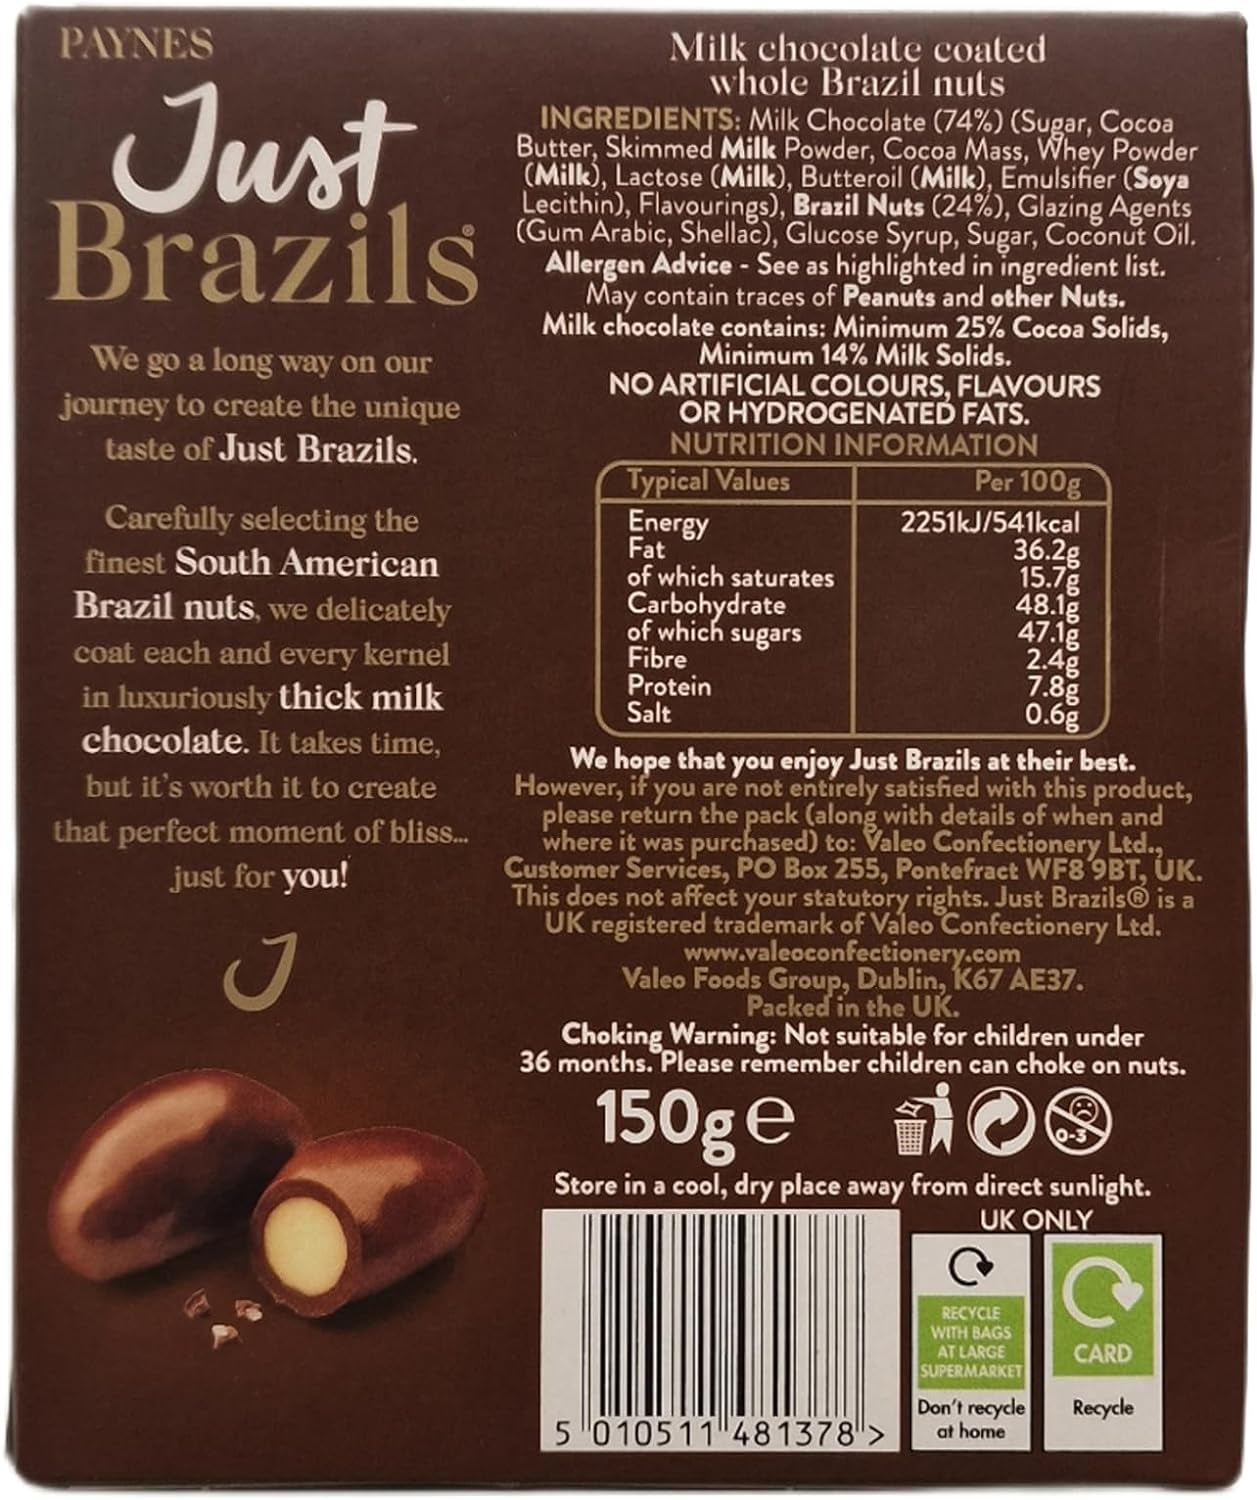 PAYNES
Just
Brazils®
We go a long way on our
journey to create the unique
taste of Just Brazils.
Carefully selecting the
finest South American
Brazil nuts, we delicately
coat each and every kernel
in luxuriously thick milk
chocolate. It takes time,
but it's worth it to create
that perfect moment of bliss...
just for you!
J
Milk chocolate coated
whole Brazil nuts
INGREDIENTS: Milk Chocolate (74%) (Sugar, Cocoa
Butter, Skimmed Milk Powder, Cocoa Mass, Whey Powder
(Milk), Lactose (Milk), Butteroil (Milk), Emulsifier (Soya
Lecithin), Flavourings), Brazil Nuts (24%), Glazing Agents
(Gum Arabic, Shellac), Glucose Syrup, Sugar, Coconut Oil.
Allergen Advice - See as highlighted in ingredient list.
May contain traces of Peanuts and other Nuts.
Milk chocolate contains: Minimum 25% Cocoa Solids,
Minimum 14% Milk Solids.
NO ARTIFICIAL COLOURS, FLAVOURS
OR HYDROGENATED FATS.
NUTRITION INFORMATION
Typical Values Per 100g
Energy 2251kJ/541kcal
Fat 36.2g
of which saturates 15.7g
Carbohydrate 48.1g
of which sugars 47.1g
Fibre 2.4g
Protein 7.8g
Salt 0.6g
We hope that you enjoy Just Brazils at their best.
However, if you are not entirely satisfied with this product,
please return the pack (along with details of when and
where it was purchased) to: Valeo Confectionery Ltd.,
Customer Services, PO Box 255, Pontefract WF8 9BT, UK.
This does not affect your statutory rights. Just Brazils® is a
UK registered trademark of Valeo Confectionery Ltd.
www.valeoconfectionery.com
Valeo Foods Group, Dublin, K67 AE37.
Packed in the UK.
Choking Warning: Not suitable for children under
36 months. Please remember children can choke on nuts.
150g e
0-3
Store in a cool, dry place away from direct sunlight.
UK ONLY
RECYCLE
WITH BAGS
AT LARGE
SUPERMARKET
Don't recycle
at home
CARD
Recycle
5 010511 481378 >